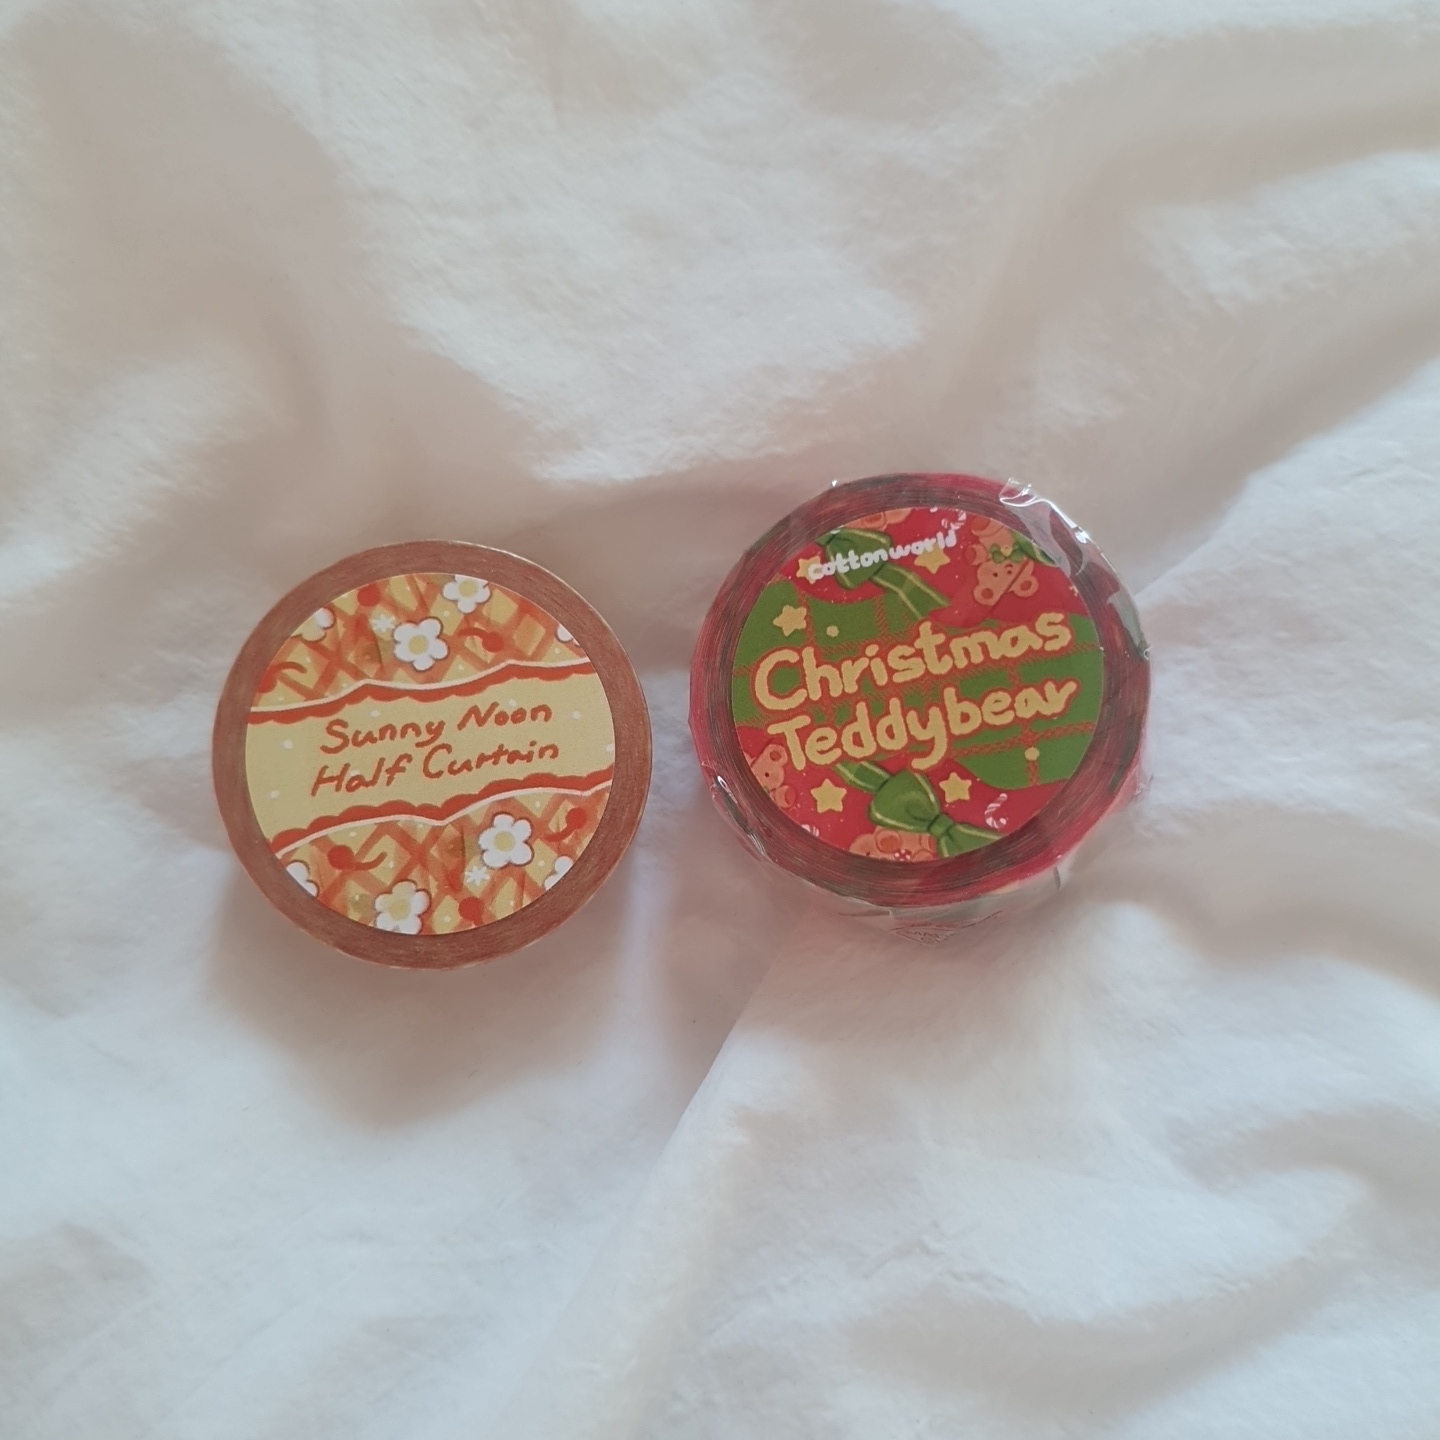 Sunny Noon
Half Curtain
Cottonworld
Christmas
Teddybear